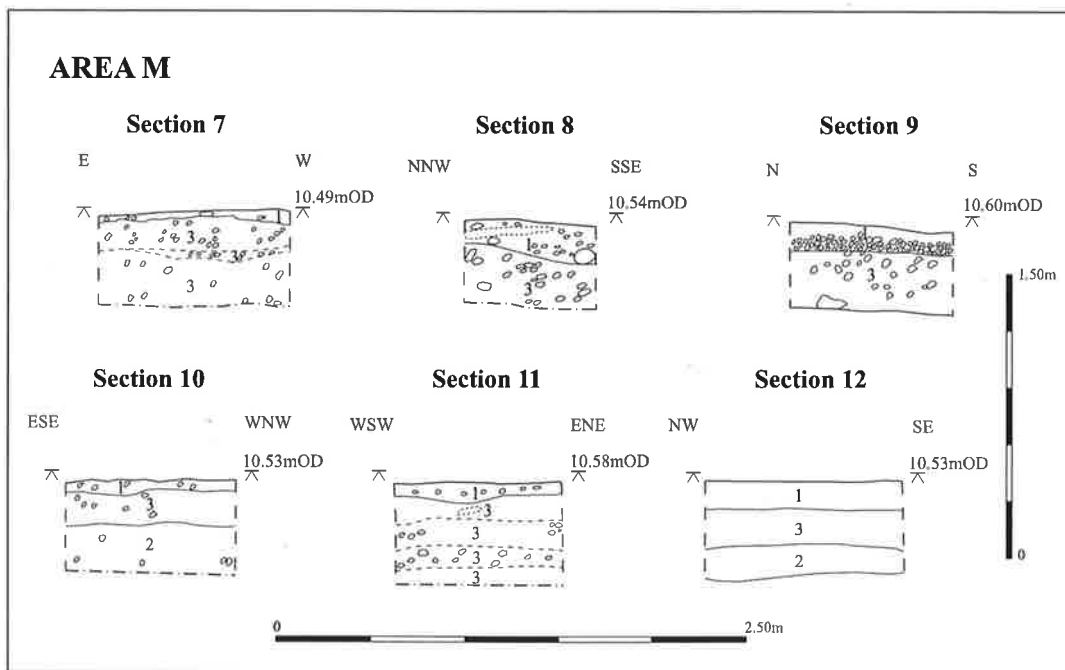 AREA M
Section 7
Section 8
Section 9
E W
NNW SSE
N S
10.49mOD
10.54mOD
10.60mOD
1
3
3
3
1
3
1
3
1.50m
0
Section 10
Section 11
Section 12
ESE WNW
WSW ENE
NW SE
10.53mOD
10.58mOD
10.53mOD
1
3
2
1
3
3
3
3
1
3
2
0 2.50m